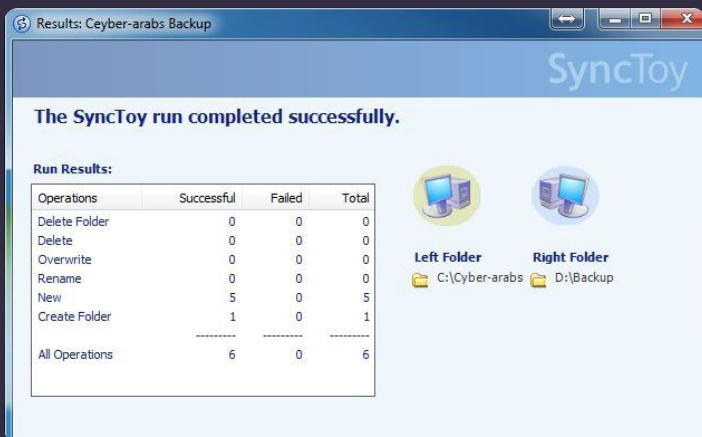 Results: Ceyber-arabs Backup
SyncToy
The SyncToy run completed successfully.
Run Results:
Operations Successful Failed Total
Delete Folder 0 0 0
Delete 0 0 0
Overwrite 0 0 0
Rename 0 0 0
New 5 0 5
Create Folder 1 0 1
--------- --------- ---------
All Operations 6 0 6
Left Folder Right Folder
C:\Cyber-arabs D:\Backup